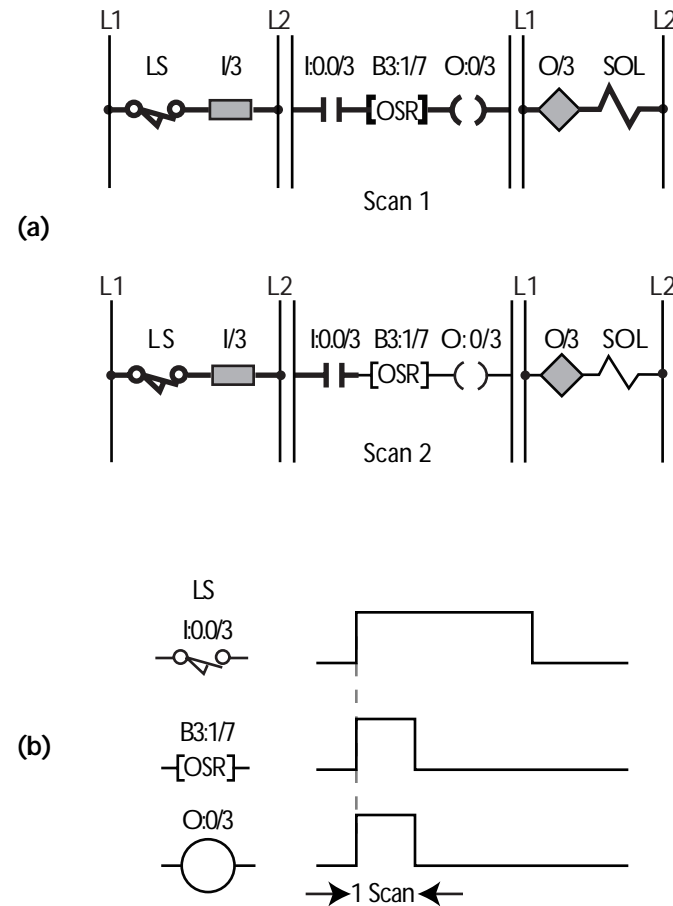 L1 L2 L1 L2
LS I/3 I:0.0/3 B3:1/7 O:0/3 O/3 SOL
OSR
Scan 1
(a)
L1 L2 L1 L2
LS I/3 I:0.0/3 B3:1/7 O:0/3 O/3 SOL
OSR
Scan 2
LS
I:0.0/3
B3:1/7
(b)
OSR
O:0/3
1 Scan